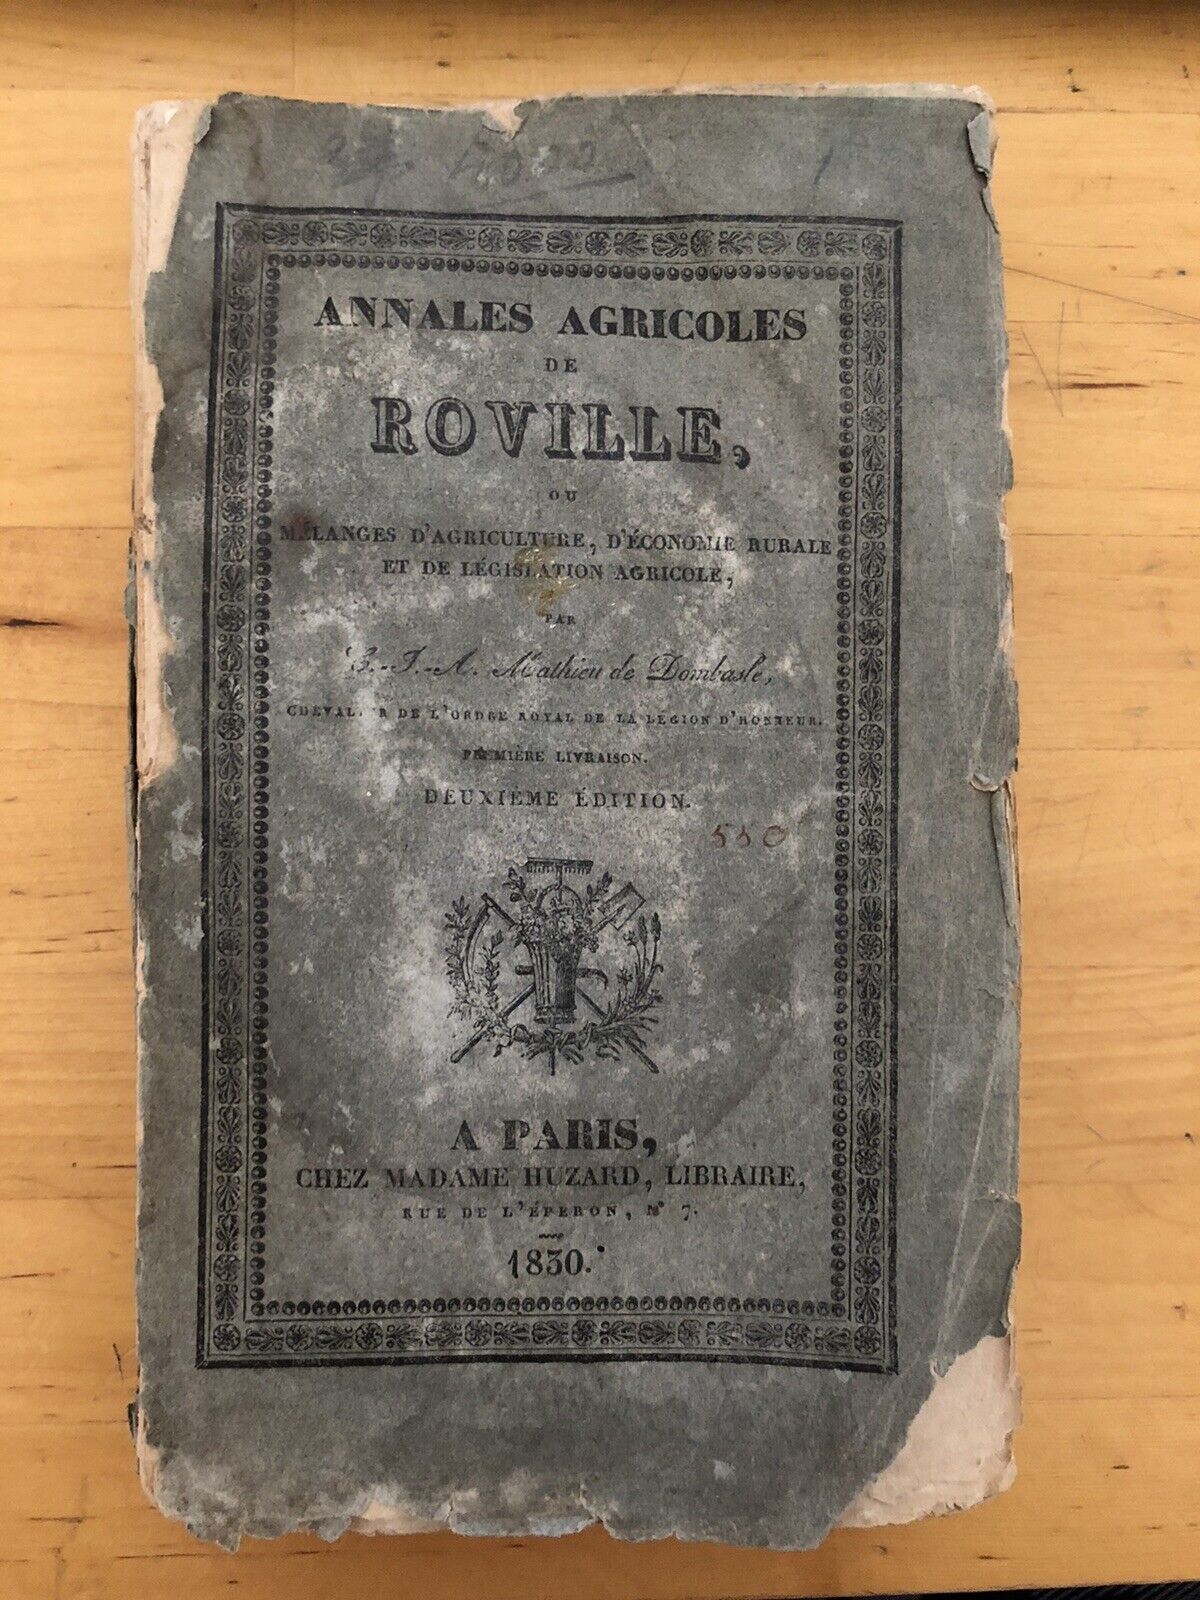 ANNALES AGRICOLES
DE
ROVILLE,
OU
MÉLANGES D'AGRICULTURE, D'ÉCONOMIE RURALE
ET DE LÉGISLATION AGRICOLE,
PAR
C.-J.-A. Mathieu de Dombasle,
CHEVALIER DE L'ORDRE ROYAL DE LA LÉGION D'HONNEUR.
PREMIÈRE LIVRAISON.
DEUXIÈME ÉDITION.
550
A PARIS,
CHEZ MADAME HUZARD, LIBRAIRE,
RUE DE L'ÉPERON, Nº 7.
1830.